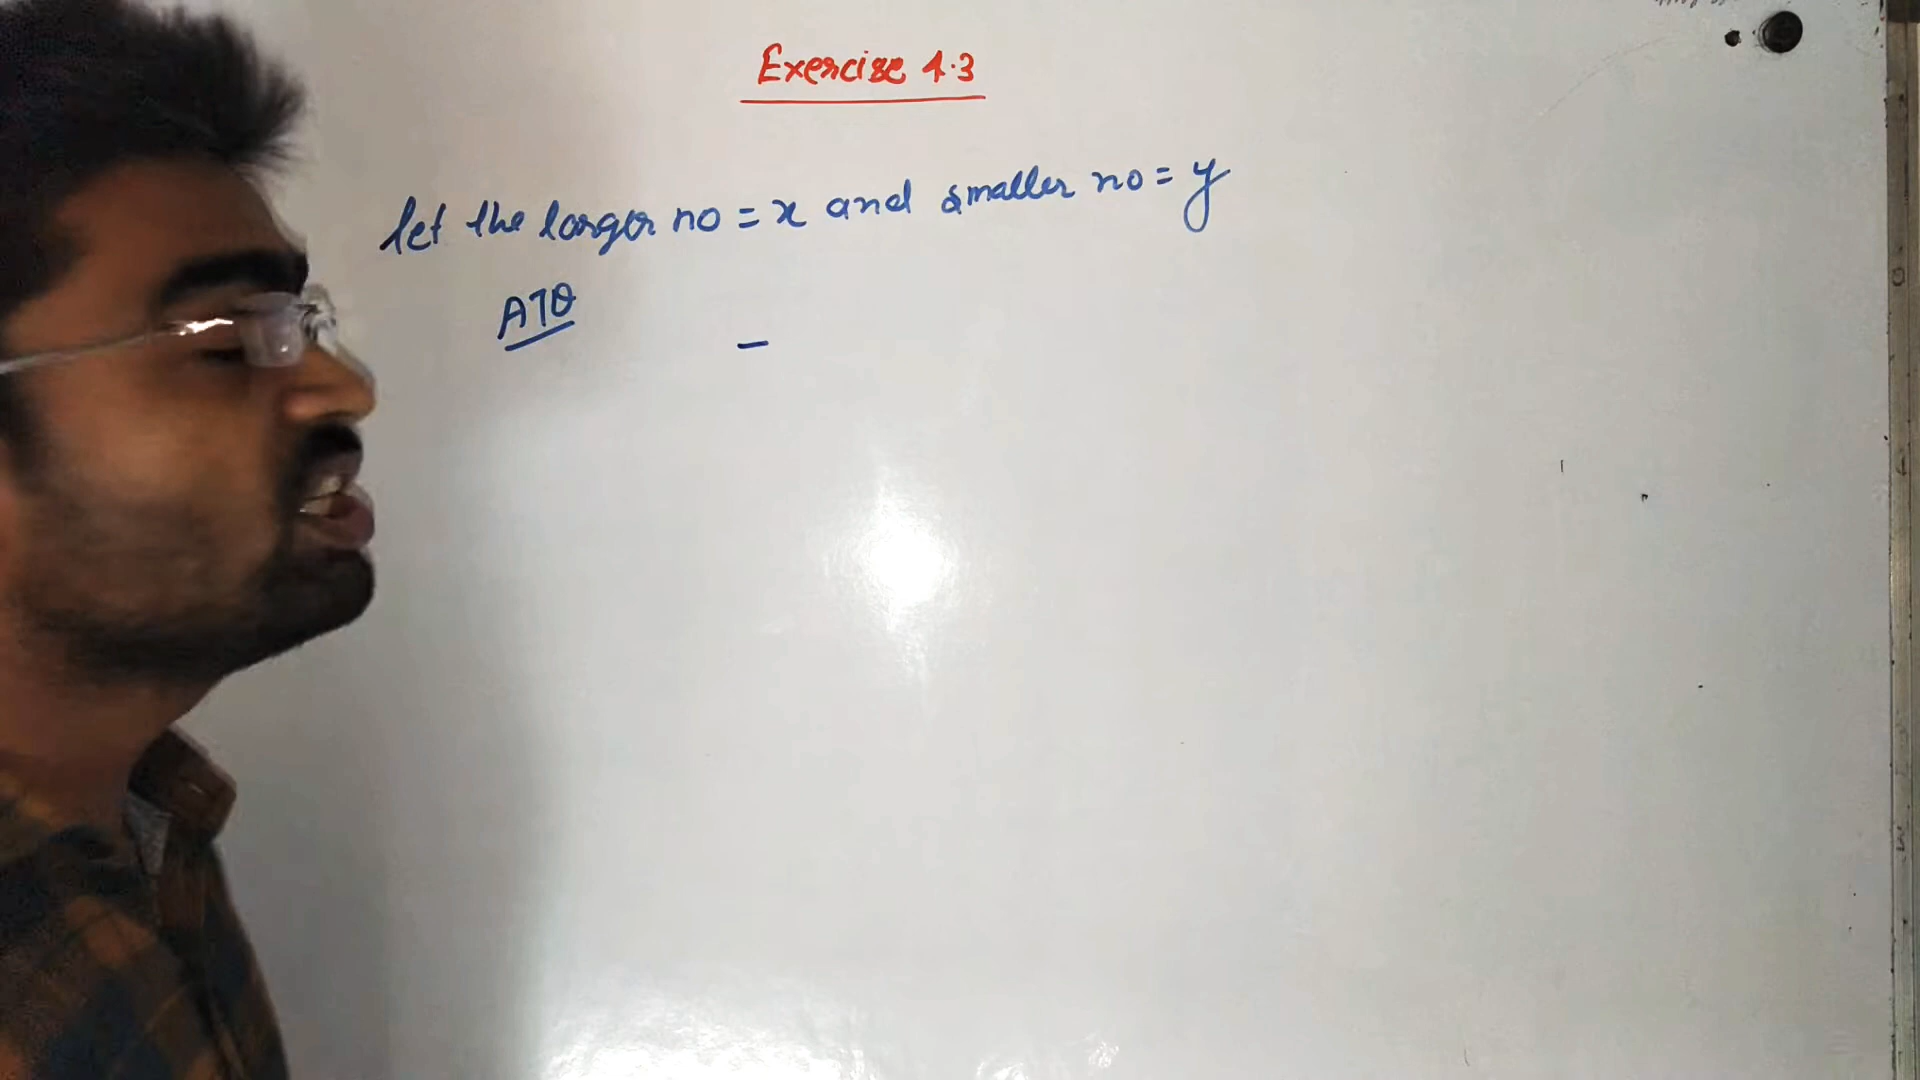 Exercise 4.3
let the larger no = x and smaller no = y
ATQ
-